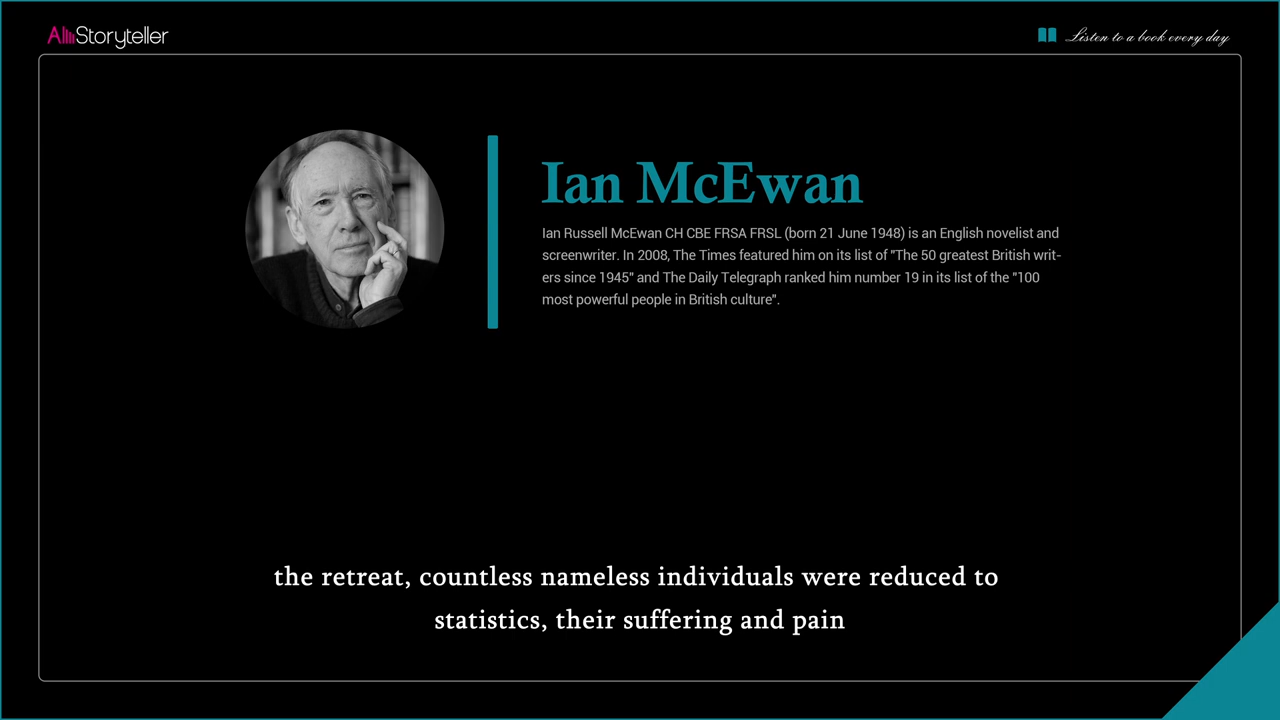 AllStoryteller
Listen to a book every day
Ian McEwan
Ian Russell McEwan CH CBE FRSA FRSL (born 21 June 1948) is an English novelist and
screenwriter. In 2008, The Times featured him on its list of "The 50 greatest British writ-
ers since 1945" and The Daily Telegraph ranked him number 19 in its list of the "100
most powerful people in British culture".
the retreat, countless nameless individuals were reduced to
statistics, their suffering and pain